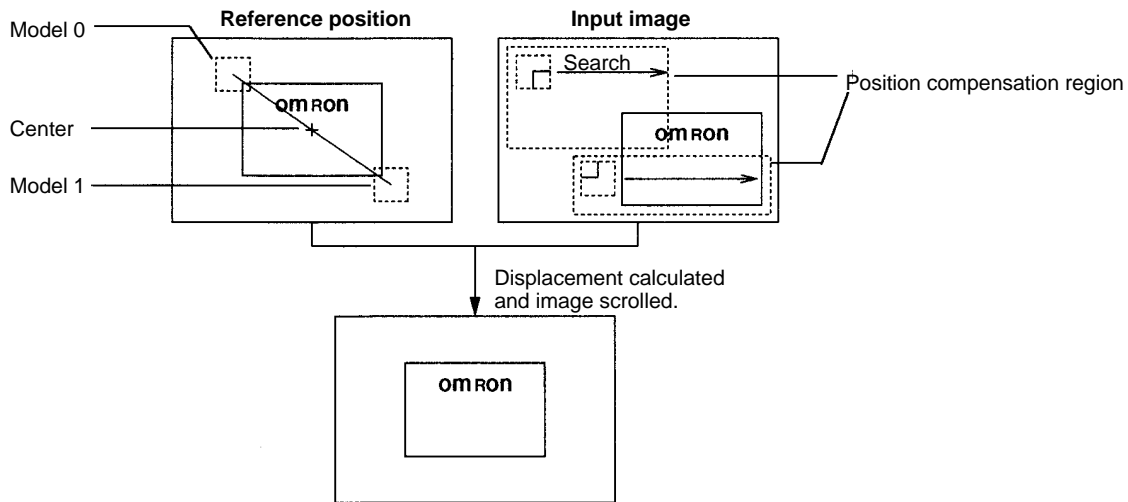 Reference position
Input image
Model 0
Search
Position compensation region
omRon
omRon
Center
Model 1
Displacement calculated
and image scrolled.
omRon